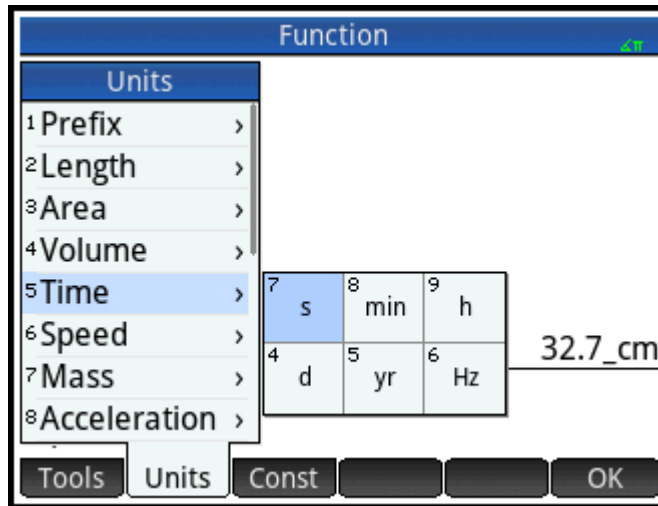 Function
∡π
Units
1 Prefix ›
2 Length ›
3 Area ›
4 Volume ›
5 Time ›
6 Speed ›
7 Mass ›
8 Acceleration ›
7 s 8 min 9 h
4 d 5 yr 6 Hz
32.7_cm
Tools Units Const OK